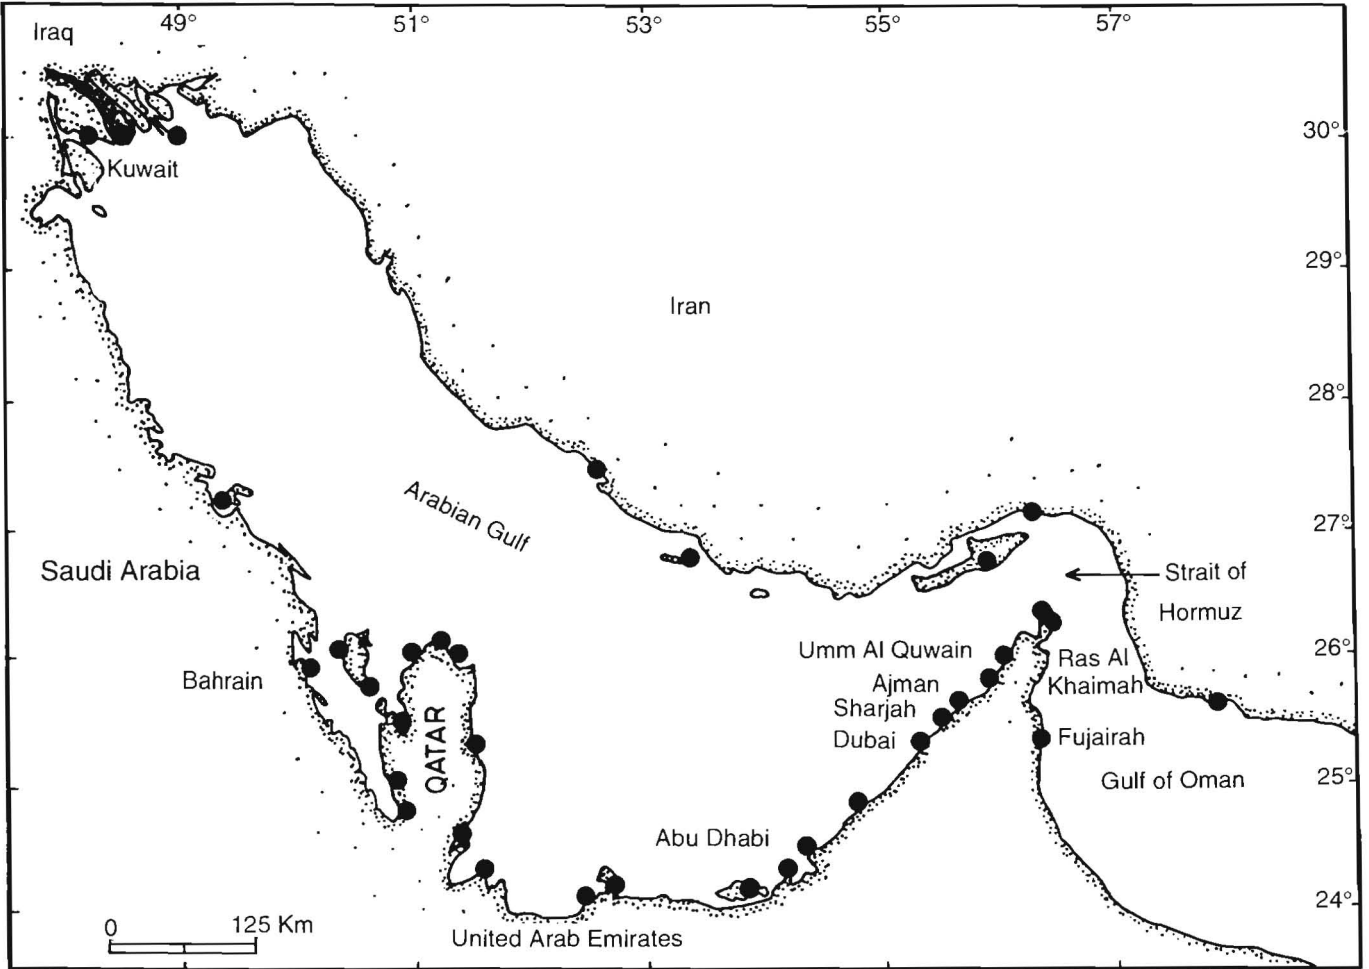 49° 51° 53° 55° 57°
Iraq
30°
Kuwait
29°
Iran
28°
Arabian Gulf
27°
Saudi Arabia
Strait of
Hormuz
26°
Umm Al Quwain
Ras Al
Khaimah
Bahrain
Ajman
Sharjah
QATAR
Dubai
Fujairah
25°
Gulf of Oman
Abu Dhabi
24°
0 125 Km
United Arab Emirates